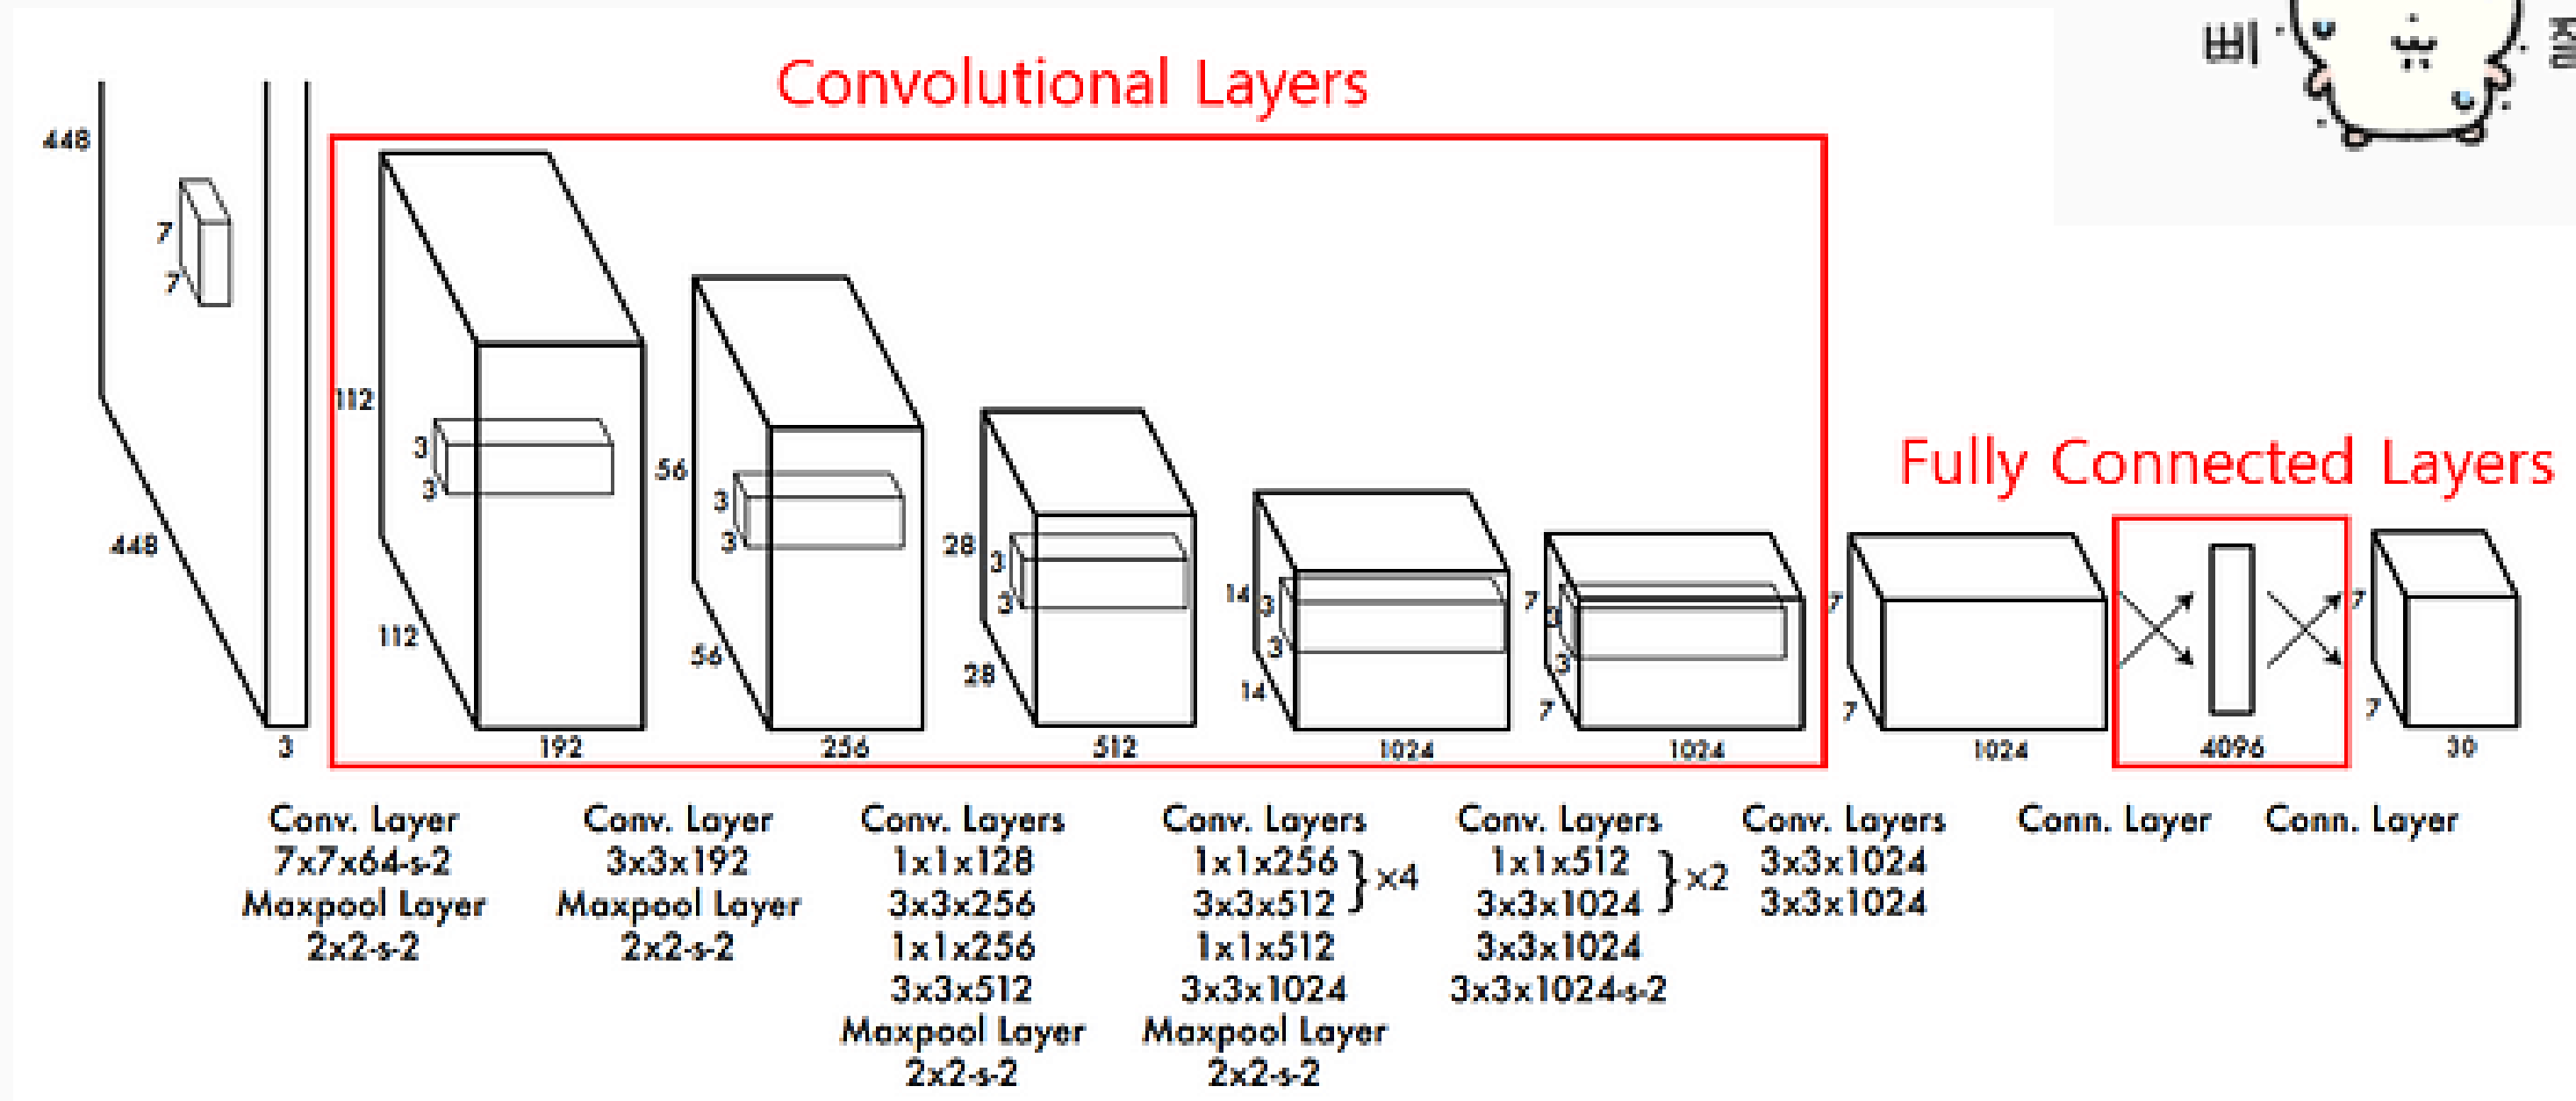 삐
Convolutional Layers
448
7
7
448
3
112
3
3
112
192
56
3
3
56
256
28
3
3
28
512
14
3
3
14
1024
7
3
3
7
1024
7
7
1024
Fully Connected Layers
4096
7
7
30
Conv. Layer
7x7x64-s-2
Maxpool Layer
2x2-s-2
Conv. Layer
3x3x192
Maxpool Layer
2x2-s-2
Conv. Layers
1x1x128
3x3x256
1x1x256
3x3x512
Maxpool Layer
2x2-s-2
Conv. Layers
1x1x256
3x3x512 }×4
1x1x512
3x3x1024
Maxpool Layer
2x2-s-2
Conv. Layers
1x1x512
3x3x1024 }×2
3x3x1024
3x3x1024-s-2
Conv. Layers
3x3x1024
3x3x1024
Conn. Layer
Conn. Layer